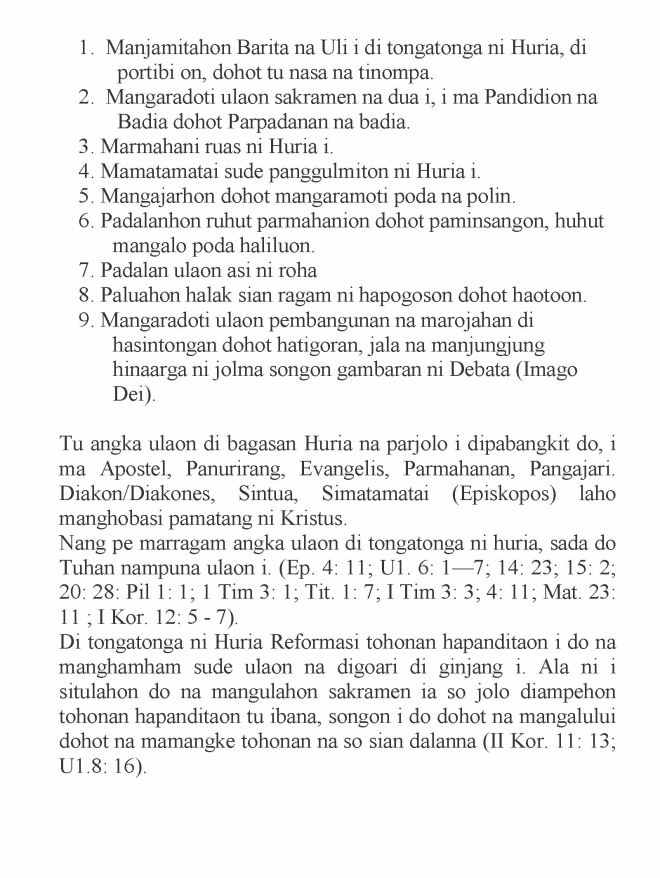 1. Manjamitahon Barita na Uli i di tongatonga ni Huria, di
portibi on, dohot tu nasa na tinompa.
2. Mangaradoti ulaon sakramen na dua i, i ma Pandidion na
Badia dohot Parpadanan na badia.
3. Marmahani ruas ni Huria i.
4. Mamatamatai sude panggulmiton ni Huria i.
5. Mangajarhon dohot mangaramoti poda na polin.
6. Padalanhon ruhut parmahanion dohot paminsangon, huhut
mangalo poda haliluon.
7. Padalan ulaon asi ni roha
8. Paluahon halak sian ragam ni hapogoson dohot haotoon.
9. Mangaradoti ulaon pembangunan na marojahan di
hasintongan dohot hatigoran, jala na manjungjung
hinaarga ni jolma songon gambaran ni Debata (Imago
Dei).
Tu angka ulaon di bagasan Huria na parjolo i dipabangkit do, i
ma Apostel, Panurirang, Evangelis, Parmahanan, Pangajari.
Diakon/Diakones, Sintua, Simatamatai (Episkopos) laho
manghobasi pamatang ni Kristus.
Nang pe marragam angka ulaon di tongatonga ni huria, sada do
Tuhan nampuna ulaon i. (Ep. 4: 11; U1. 6: 1—7; 14: 23; 15: 2;
20: 28: Pil 1: 1; 1 Tim 3: 1; Tit. 1: 7; I Tim 3: 3; 4: 11; Mat. 23:
11 ; I Kor. 12: 5 - 7).
Di tongatonga ni Huria Reformasi tohonan hapanditaon i do na
manghamham sude ulaon na digoari di ginjang i. Ala ni i
situlahon do na mangulahon sakramen ia so jolo diampehon
tohonan hapanditaon tu ibana, songon i do dohot na mangalului
dohot na mamangke tohonan na so sian dalanna (II Kor. 11: 13;
U1.8: 16).